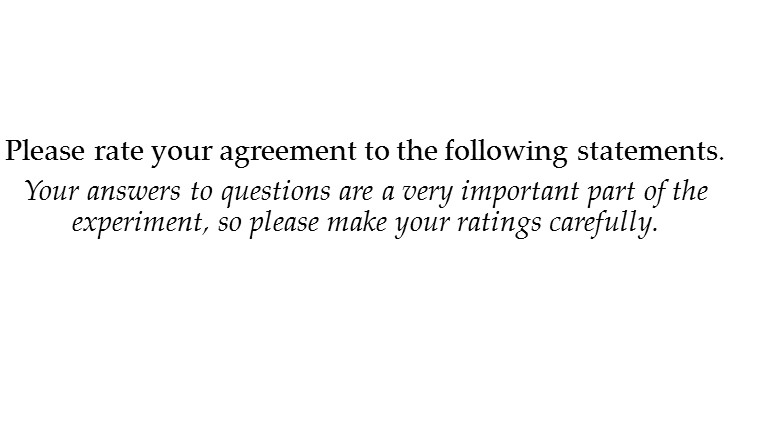 Please rate your agreement to the following statements.
Your answers to questions are a very important part of the
experiment, so please make your ratings carefully.